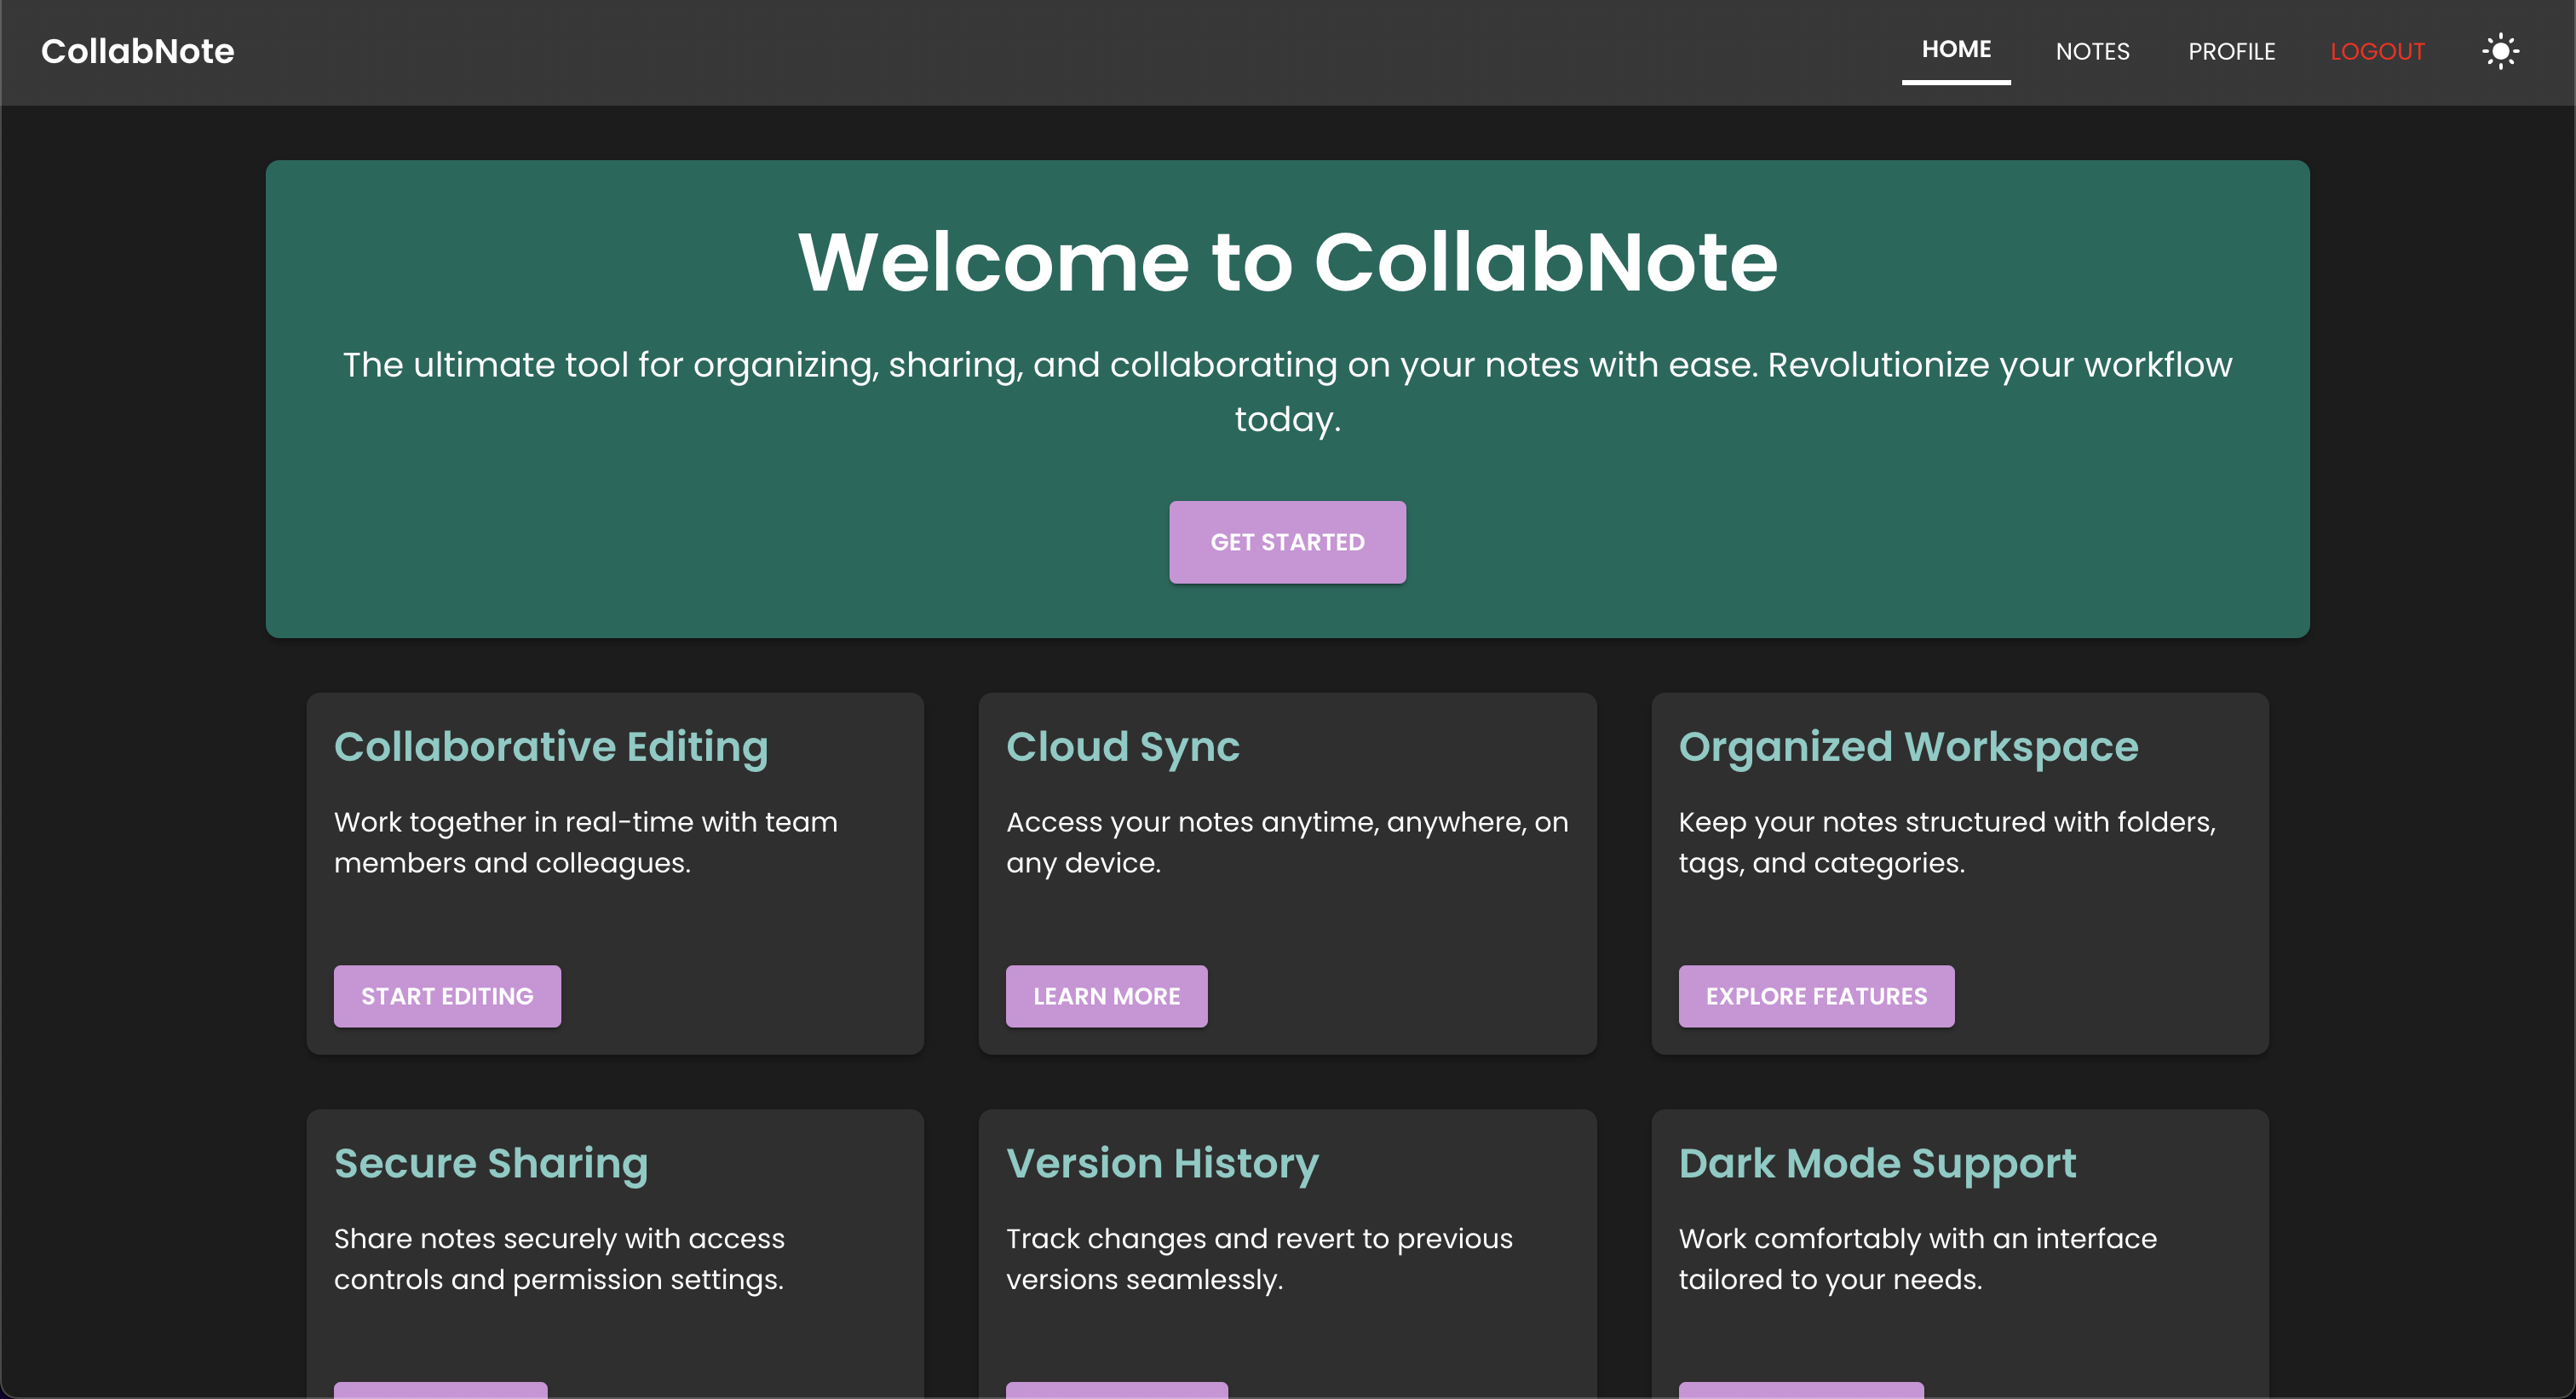 CollabNote
HOME
NOTES
PROFILE
LOGOUT
Welcome to CollabNote
The ultimate tool for organizing, sharing, and collaborating on your notes with ease. Revolutionize your workflow
today.
GET STARTED
Collaborative Editing
Work together in real-time with team
members and colleagues.
START EDITING
Cloud Sync
Access your notes anytime, anywhere, on
any device.
LEARN MORE
Organized Workspace
Keep your notes structured with folders,
tags, and categories.
EXPLORE FEATURES
Secure Sharing
Share notes securely with access
controls and permission settings.
Version History
Track changes and revert to previous
versions seamlessly.
Dark Mode Support
Work comfortably with an interface
tailored to your needs.